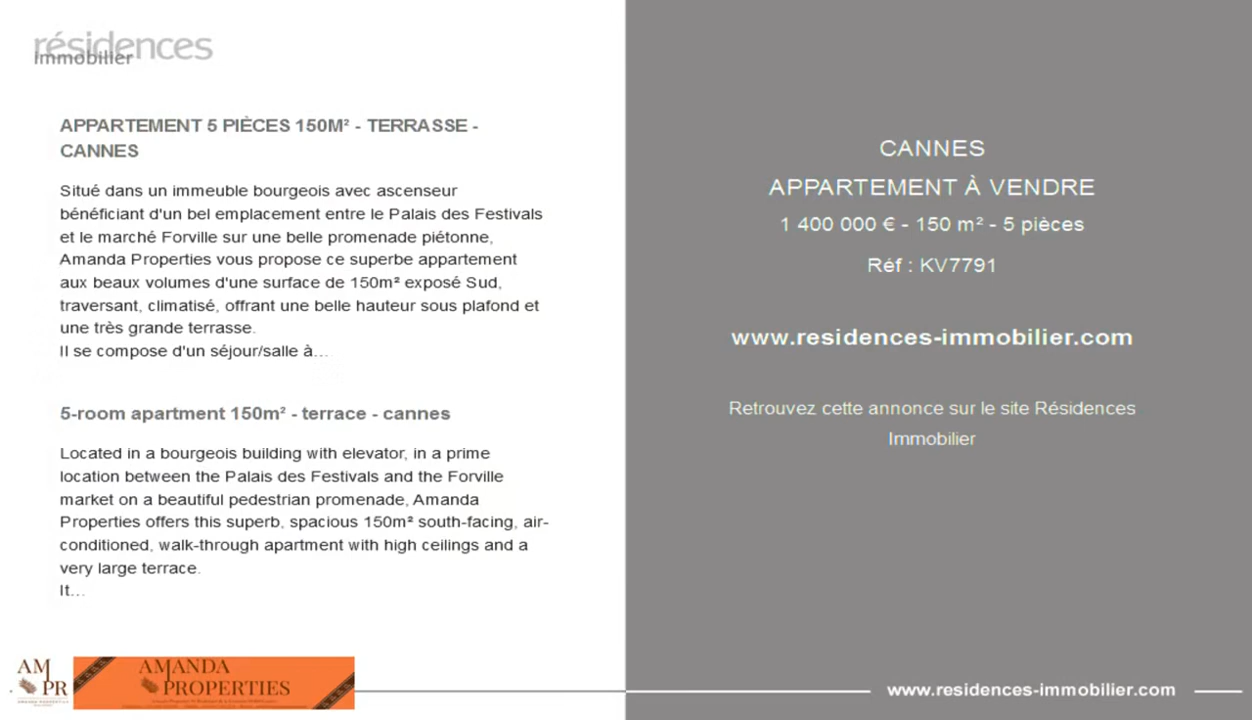 résidences
immobilier
APPARTEMENT 5 PIÈCES 150M² - TERRASSE -
CANNES
Situé dans un immeuble bourgeois avec ascenseur
bénéficiant d'un bel emplacement entre le Palais des Festivals
et le marché Forville sur une belle promenade piétonne,
Amanda Properties vous propose ce superbe appartement
aux beaux volumes d'une surface de 150m² exposé Sud,
traversant, climatisé, offrant une belle hauteur sous plafond et
une très grande terrasse.
Il se compose d'un séjour/salle à...
5-room apartment 150m² - terrace - cannes
Located in a bourgeois building with elevator, in a prime
location between the Palais des Festivals and the Forville
market on a beautiful pedestrian promenade, Amanda
Properties offers this superb, spacious 150m² south-facing, air-
conditioned, walk-through apartment with high ceilings and a
very large terrace.
It...
AM
PR
AMANDA
PROPERTIES
CANNES
APPARTEMENT À VENDRE
1 400 000 € - 150 m² - 5 pièces
Réf : KV7791
www.residences-immobilier.com
Retrouvez cette annonce sur le site Résidences
Immobilier
www.residences-immobilier.com